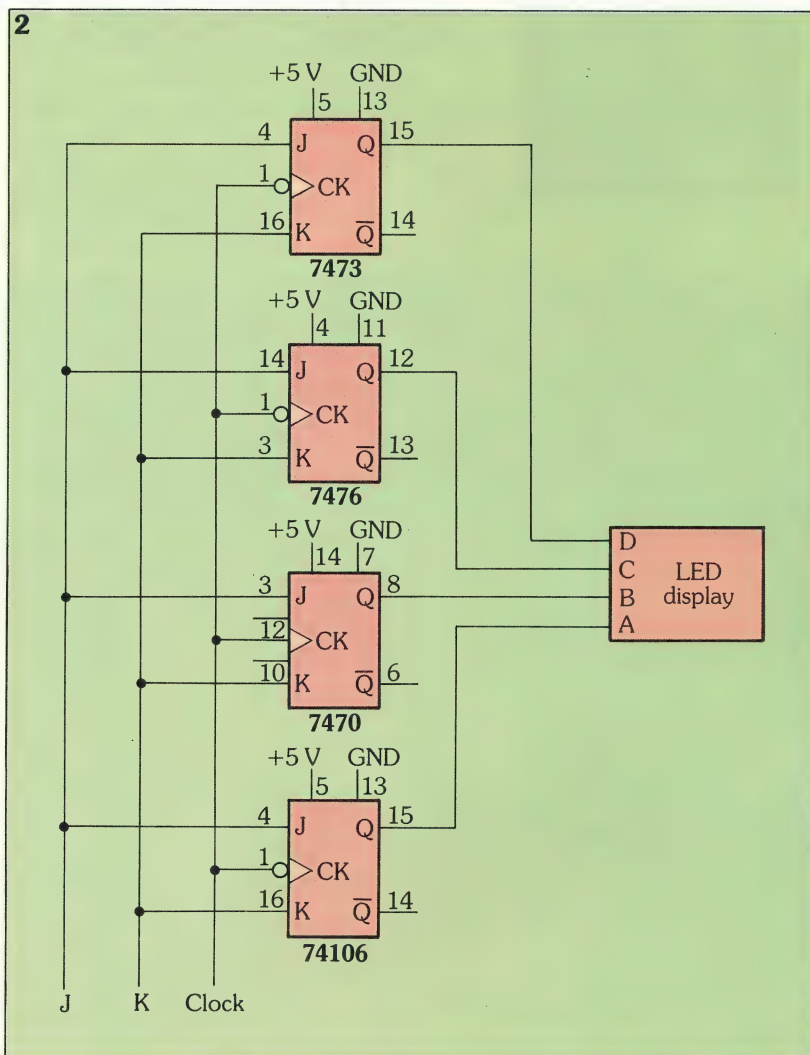 2
+5 V GND
5 13
4 J Q 15
1 CK
16 K Q̅ 14
7473
+5 V GND
4 11
14 J Q 12
1 CK
3 K Q̅ 13
7476
+5 V GND
14 7
3 J Q 8
12 CK
10 K Q̅ 6
7470
+5 V GND
5 13
4 J Q 15
1 CK
16 K Q̅ 14
74106
D
C LED
B display
A
J K Clock